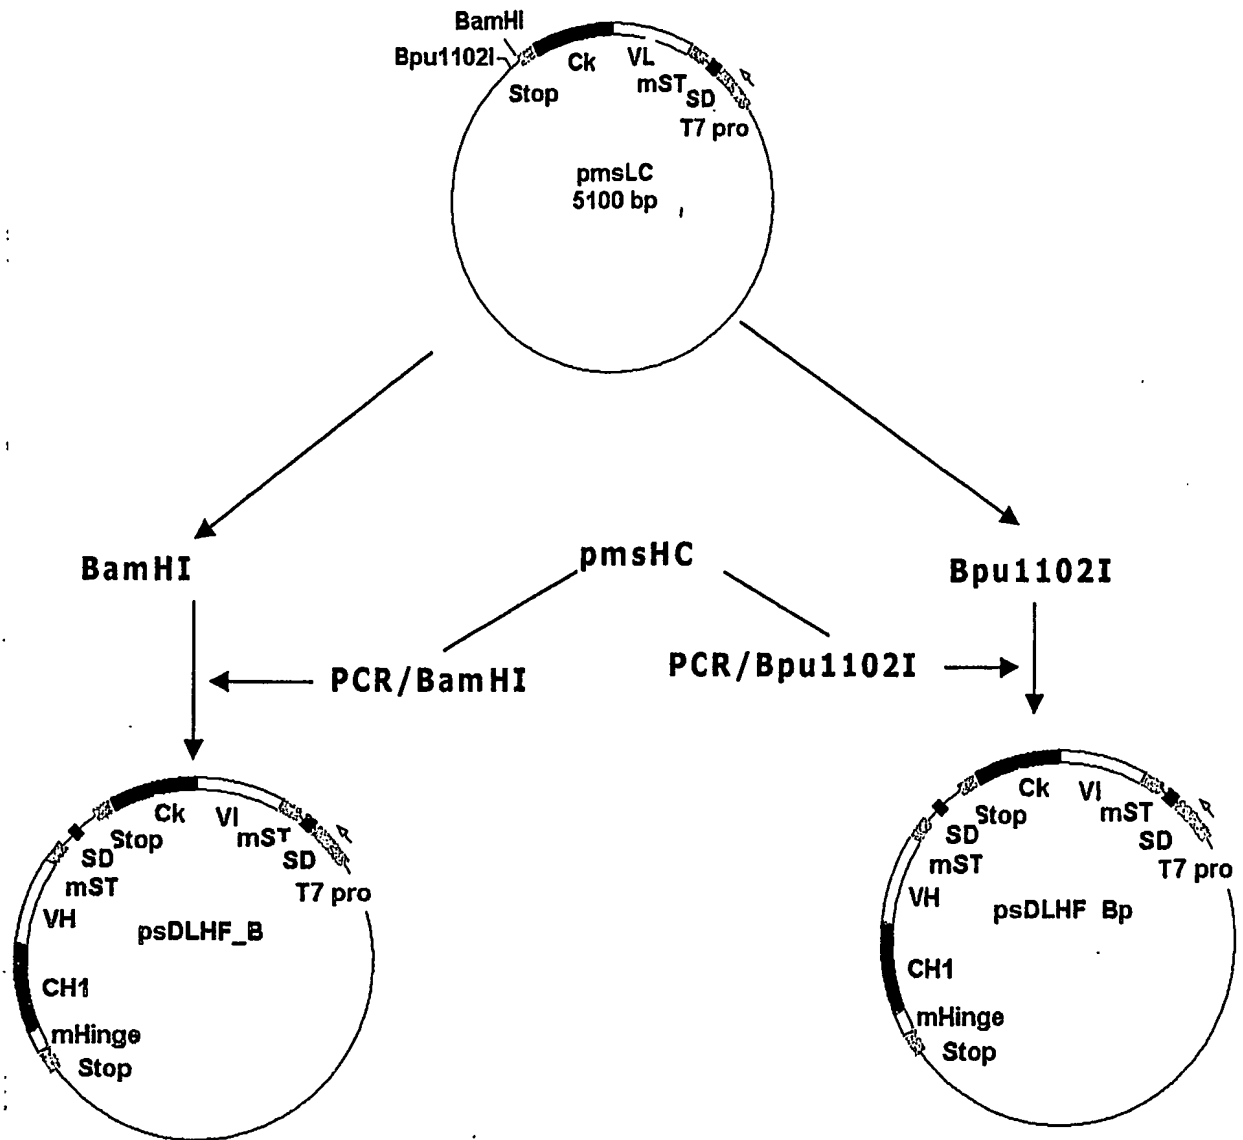 BamHI
Bpu1102I
Ck
VL
Stop
mST
SD
T7 pro
pmsLC
5100 bp
BamHI
pmsHC
Bpu1102I
PCR/BamHI
PCR/Bpu1102I
Ck
Vl
Stop
mST
SD
SD
mST
T7 pro
VH
psDLHF_B
CH1
mHinge
Stop
Ck
Vl
Stop
mST
SD
SD
mST
T7 pro
VH
psDLHF Bp
CH1
mHinge
Stop